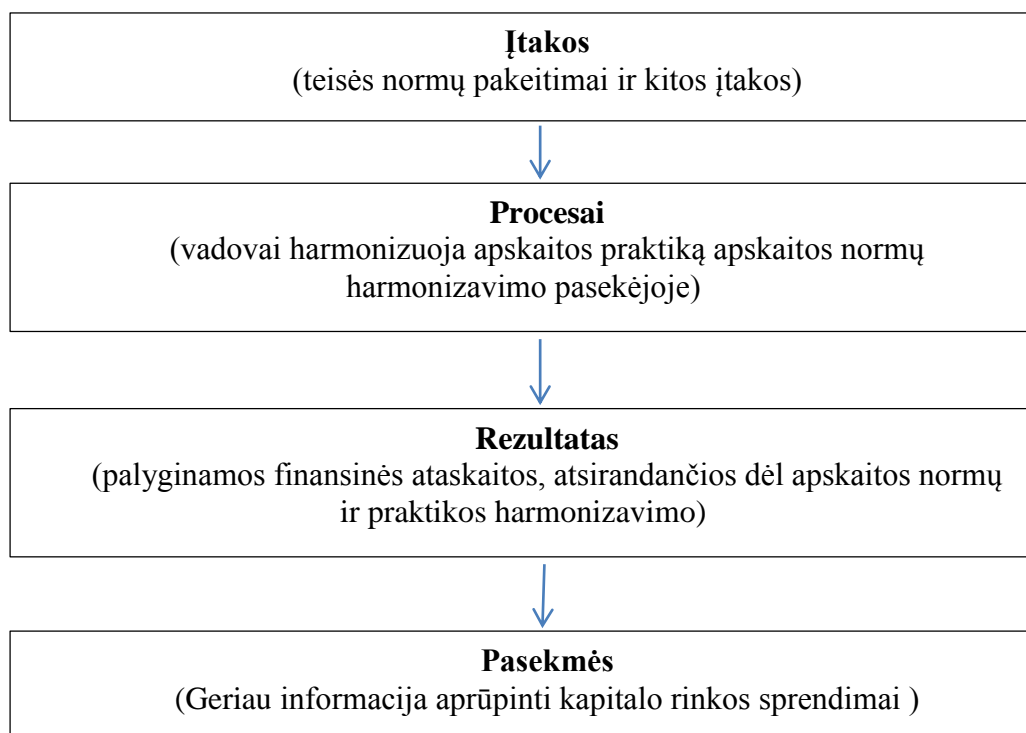 Įtakos
(teisės normų pakeitimai ir kitos įtakos)
Procesai
(vadovai harmonizuoja apskaitos praktiką apskaitos normų
harmonizavimo pasekėjoje)
Rezultatas
(palyginamos finansinės ataskaitos, atsirandančios dėl apskaitos normų
ir praktikos harmonizavimo)
Pasekmės
(Geriau informacija aprūpinti kapitalo rinkos sprendimai )